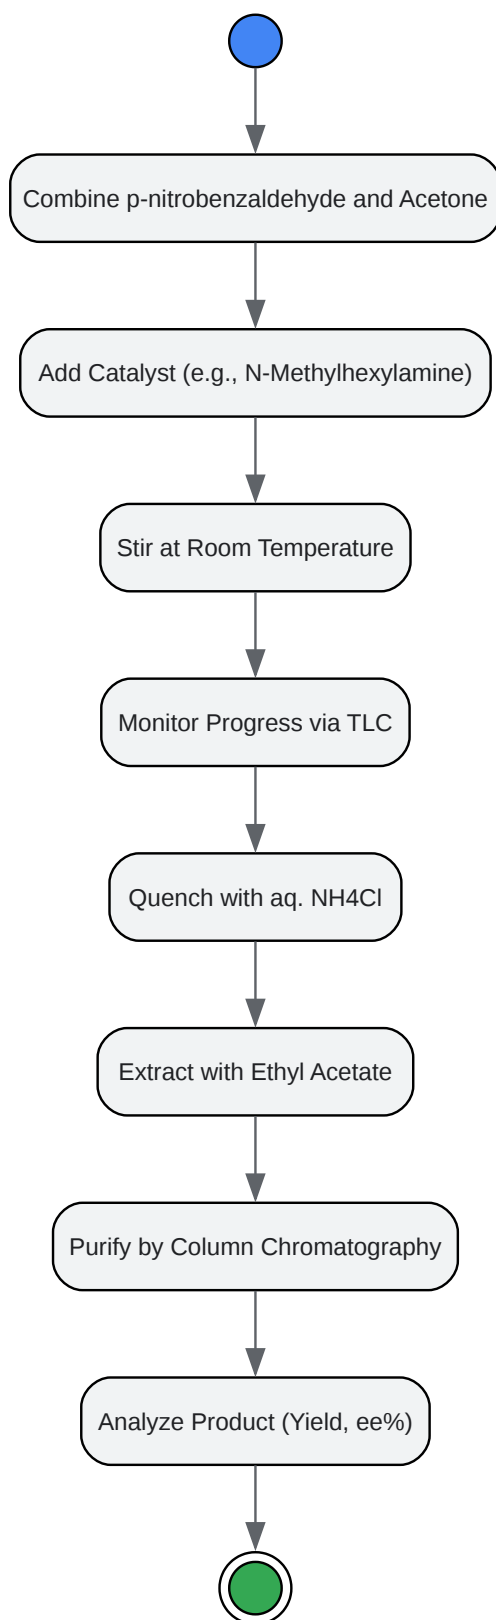 Combine p-nitrobenzaldehyde and Acetone
Add Catalyst (e.g., N-Methylhexylamine)
Stir at Room Temperature
Monitor Progress via TLC
Quench with aq. NH4Cl
Extract with Ethyl Acetate
Purify by Column Chromatography
Analyze Product (Yield, ee%)